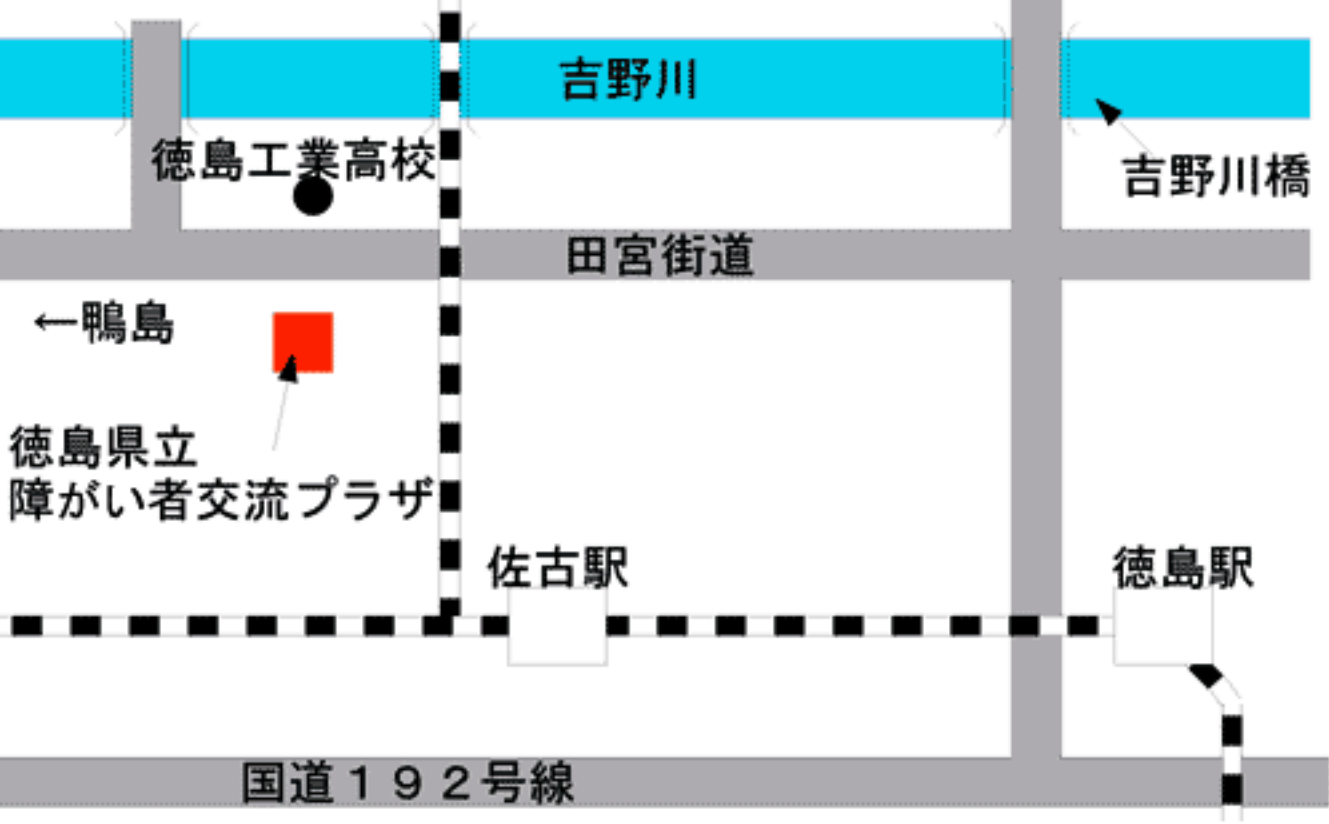 吉野川
徳島工業高校
吉野川橋
田宮街道
←鴨島
徳島県立
障がい者交流プラザ
佐古駅
徳島駅
国道１９２号線